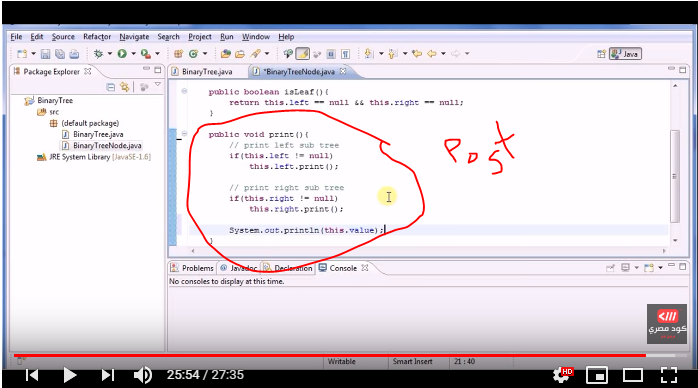 File Edit Source Refactor Navigate Search Project Run Window Help
Java
Package Explorer
BinaryTree.java *BinaryTreeNode.java
BinaryTree
src
(default package)
BinaryTree.java
BinaryTreeNode.java
JRE System Library [JavaSE-1.6]
public boolean isLeaf(){
return this.left == null && this.right == null;
}
public void print(){
// print left sub tree
if(this.left != null)
this.left.print();
// print right sub tree
if(this.right != null)
this.right.print();
System.out.println(this.value);
}
Post
Problems @ Javadoc Declaration Console
No consoles to display at this time.
كود مصري
Writable Smart Insert 21 : 40
25:54 / 27:35
HD